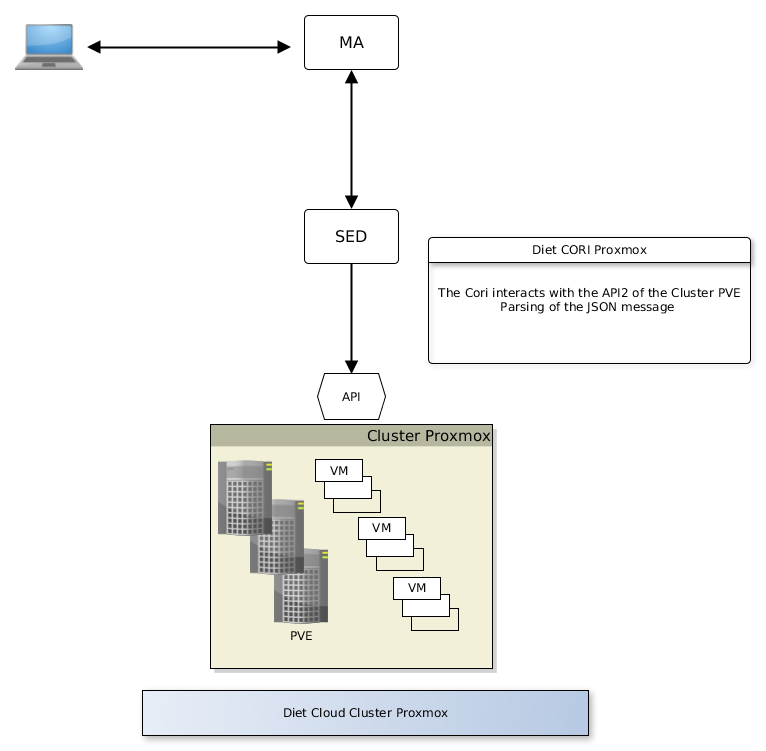 MA
SED
Diet CORI Proxmox
The Cori interacts with the API2 of the Cluster PVE
Parsing of the JSON message
API
Cluster Proxmox
VM
VM
VM
PVE
Diet Cloud Cluster Proxmox